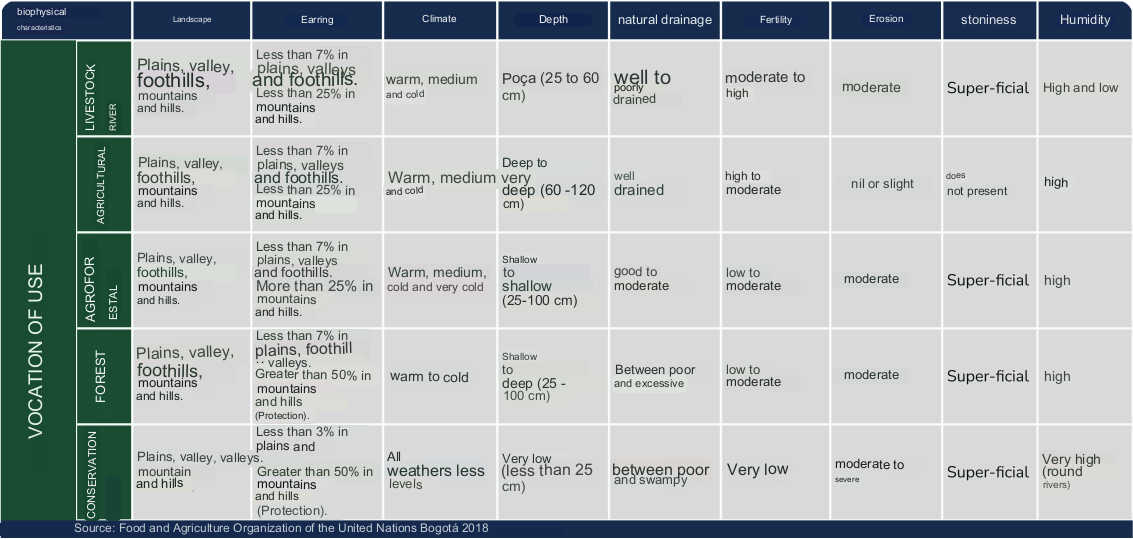 biophysical
characteristics
Landscape
Earring
Climate
Depth
natural drainage
Fertility
Erosion
stoniness
Humidity
VOCATION OF USE
LIVESTOCK
RIVER
Plains, valley,
foothills,
mountains
and hills.
Less than 7% in
plains, valleys
and foothills.
Less than 25% in
mountains
and hills.
warm, medium
and cold
Poça (25 to 60
cm)
well to
poorly
drained
moderate to
high
moderate
Super-ficial
High and low
AGRICULTURAL
Plains, valley,
foothills,
mountains
and hills.
Less than 7% in
plains, valleys
and foothills.
Less than 25% in
mountains
and hills.
Warm, medium very
and cold
Deep to
deep (60 -120
cm)
well
drained
high to
moderate
nil or slight
does
not present
high
AGROFOR
ESTAL
Plains, valley,
foothills,
mountains
and hills.
Less than 7% in
plains, valleys
and foothills.
More than 25% in
mountains
and hills.
Warm, medium,
cold and very cold
Shallow
to
shallow
(25-100 cm)
good to
moderate
low to
moderate
moderate
Super-ficial
high
FOREST
Plains, valley,
foothills,
mountains
and hills.
Less than 7% in
plains, foothill
valleys.
Greater than 50% in
mountains
and hills
(Protection).
warm to cold
Shallow
to
deep (25 -
100 cm)
Between poor
and excessive
low to
moderate
moderate
Super-ficial
high
CONSERVATION
Plains, valley, valleys.
mountain
and hills
Less than 3% in
plains and
Greater than 50% in
mountains
and hills
(Protection).
All
weathers less
levels
Very low
(less than 25
cm)
between poor
and swampy
Very low
moderate to
severe
Super-ficial
Very high
(round
rivers)
Source: Food and Agriculture Organization of the United Nations Bogotá 2018